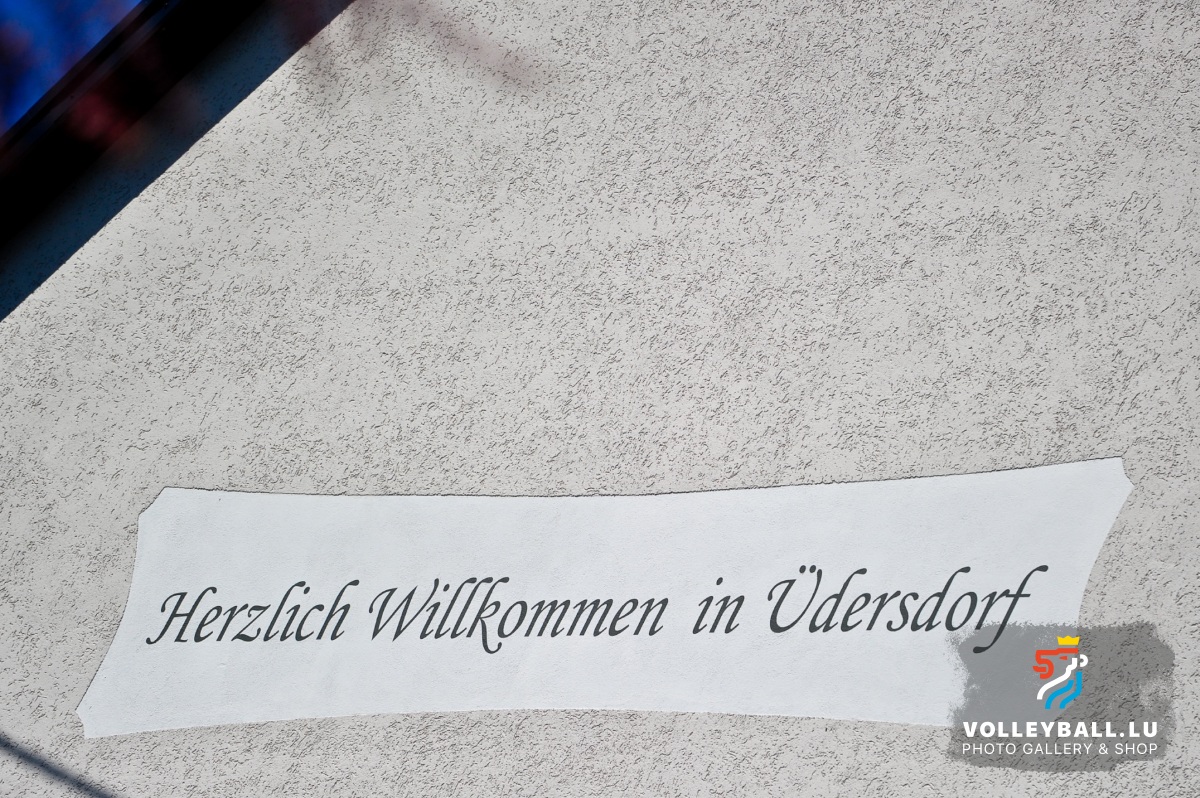 Herzlich Willkommen in Üdersdorf
VOLLEYBALL.LU
PHOTO GALLERY & SHOP